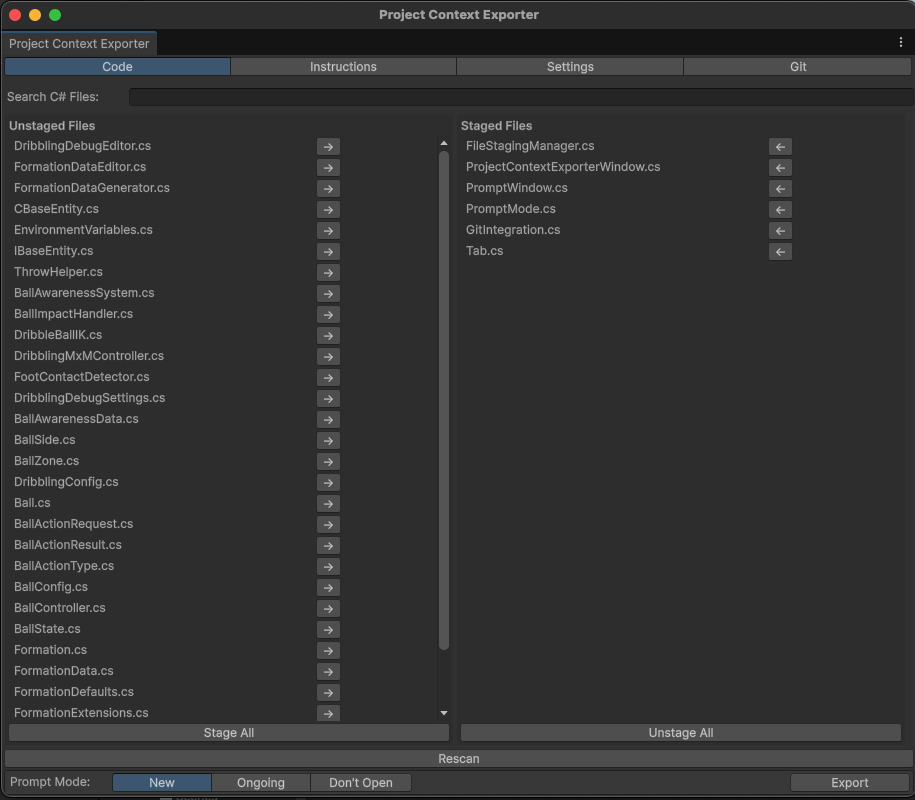 Project Context Exporter
Project Context Exporter
Code Instructions Settings Git
Search C# Files:
Unstaged Files
DribblingDebugEditor.cs
FormationDataEditor.cs
FormationDataGenerator.cs
CBaseEntity.cs
EnvironmentVariables.cs
IBaseEntity.cs
ThrowHelper.cs
BallAwarenessSystem.cs
BallImpactHandler.cs
DribbleBallIK.cs
DribblingMxMController.cs
FootContactDetector.cs
DribblingDebugSettings.cs
BallAwarenessData.cs
BallSide.cs
BallZone.cs
DribblingConfig.cs
Ball.cs
BallActionRequest.cs
BallActionResult.cs
BallActionType.cs
BallConfig.cs
BallController.cs
BallState.cs
Formation.cs
FormationData.cs
FormationDefaults.cs
FormationExtensions.cs
Stage All
Staged Files
FileStagingManager.cs
ProjectContextExporterWindow.cs
PromptWindow.cs
PromptMode.cs
GitIntegration.cs
Tab.cs
Unstage All
Rescan
Prompt Mode: New Ongoing Don't Open Export